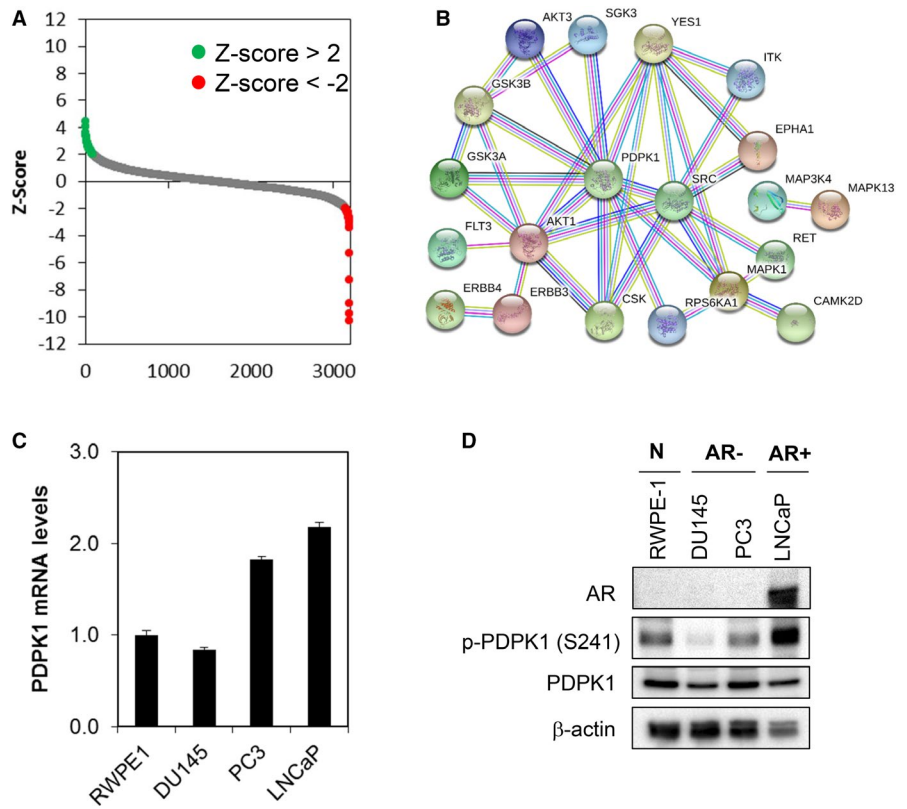 A
12
10
8
6
4
2
0
-2
-4
-6
-8
-10
-12
Z-Score
Z-score > 2
Z-score < -2
0
1000
2000
3000
B
AKT3
SGK3
YES1
ITK
GSK3B
EPHA1
GSK3A
PDPK1
SRC
MAP3K4
MAPK13
FLT3
AKT1
RET
MAPK1
ERBB4
ERBB3
CSK
RPS6KA1
CAMK2D
C
PDPK1 mRNA levels
3.0
2.0
1.0
0.0
RWPE1
DU145
PC3
LNCaP
D
N
AR-
AR+
RWPE-1
DU145
PC3
LNCaP
AR
p-PDPK1 (S241)
PDPK1
β-actin